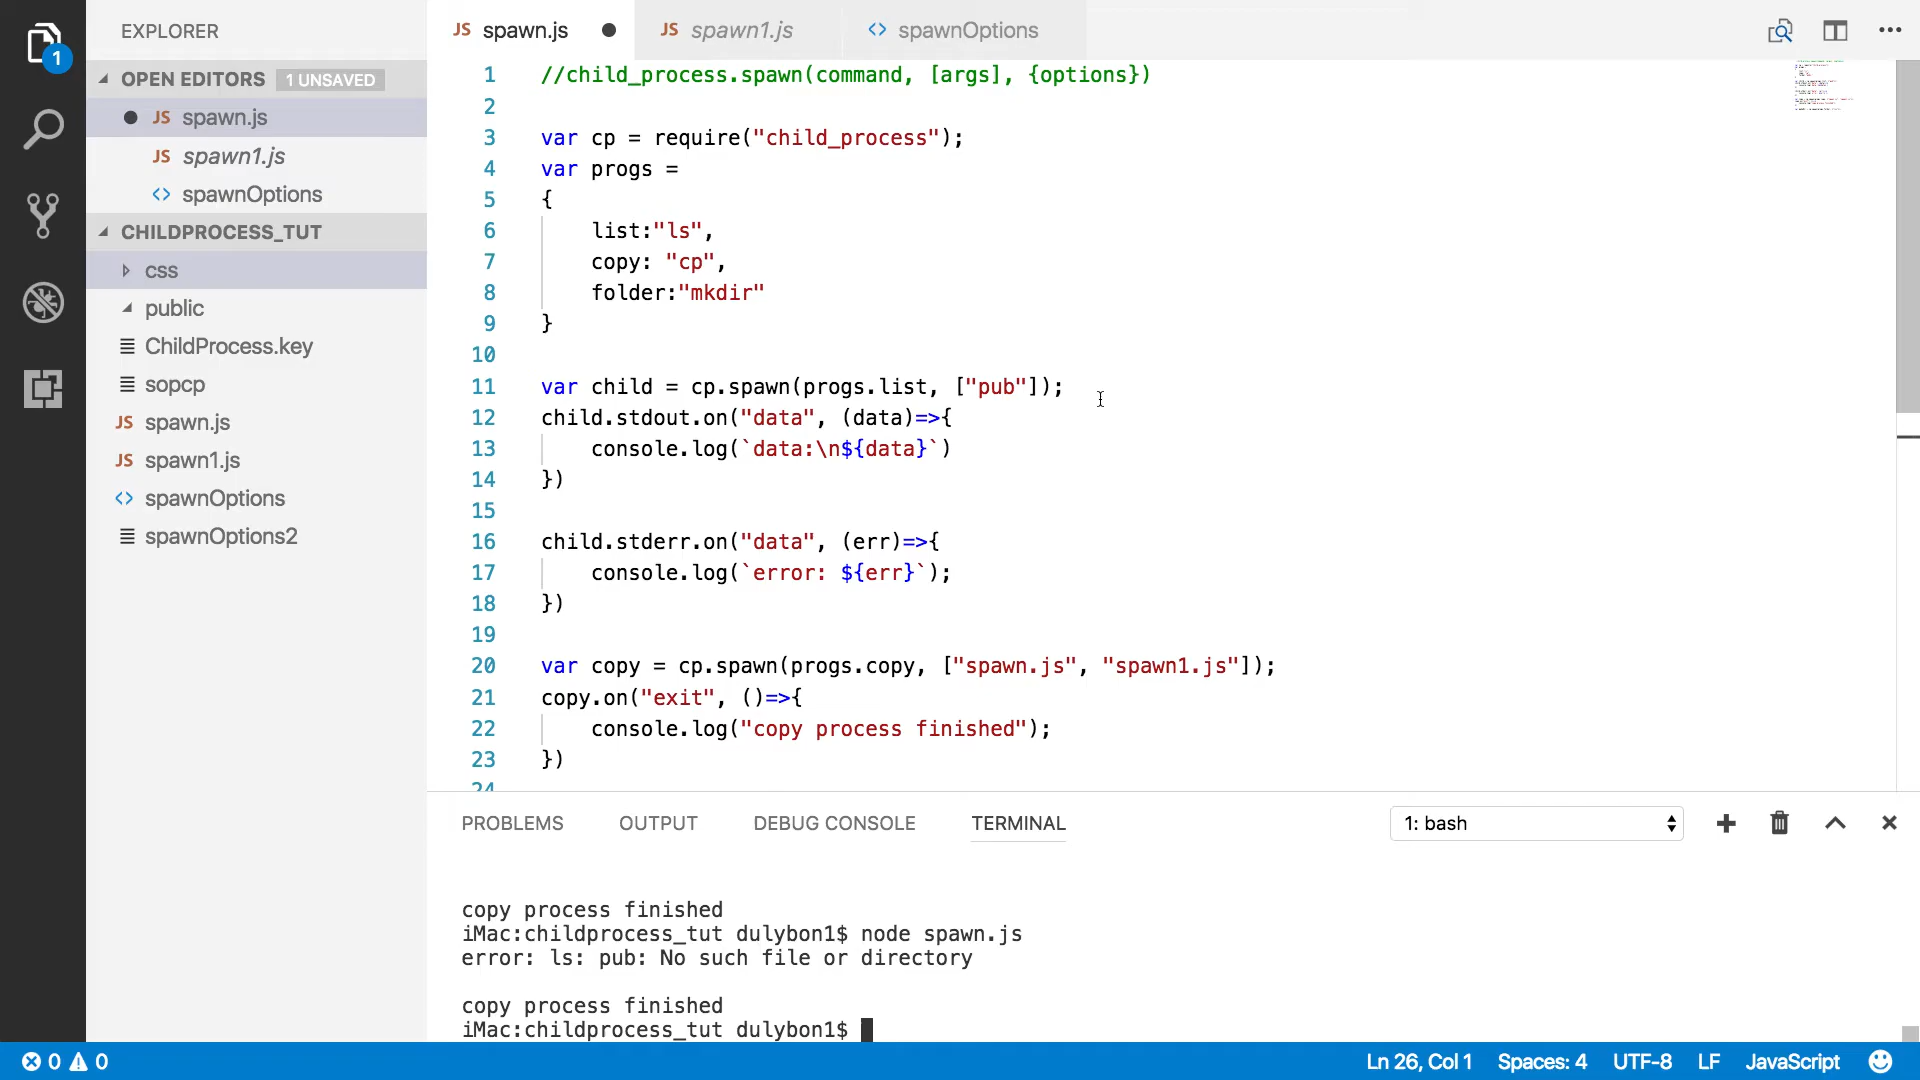 EXPLORER
OPEN EDITORS 1 UNSAVED
JS spawn.js
JS spawn1.js
<> spawnOptions
CHILDPROCESS_TUT
css
public
ChildProcess.key
sopcp
JS spawn.js
JS spawn1.js
<> spawnOptions
spawnOptions2
1
JS spawn.js
JS spawn1.js
<> spawnOptions
1 //child_process.spawn(command, [args], {options})
2
3 var cp = require("child_process");
4 var progs =
5 {
6 list:"ls",
7 copy: "cp",
8 folder:"mkdir"
9 }
10
11 var child = cp.spawn(progs.list, ["pub"]);
12 child.stdout.on("data", (data)=>{
13 console.log(`data:\n${data}`)
14 })
15
16 child.stderr.on("data", (err)=>{
17 console.log(`error: ${err}`);
18 })
19
20 var copy = cp.spawn(progs.copy, ["spawn.js", "spawn1.js"]);
21 copy.on("exit", ()=>{
22 console.log("copy process finished");
23 })
24
PROBLEMS OUTPUT DEBUG CONSOLE TERMINAL 1: bash
copy process finished
iMac:childprocess_tut dulybon1$ node spawn.js
error: ls: pub: No such file or directory
copy process finished
iMac:childprocess_tut dulybon1$
0 0 Ln 26, Col 1 Spaces: 4 UTF-8 LF JavaScript